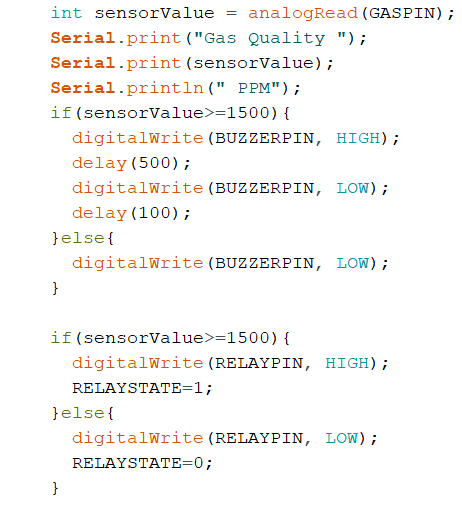 int sensorValue = analogRead(GASPIN);
Serial.print("Gas Quality ");
Serial.print(sensorValue);
Serial.println(" PPM");
if(sensorValue>=1500){
  digitalWrite(BUZZERPIN, HIGH);
  delay(500);
  digitalWrite(BUZZERPIN, LOW);
  delay(100);
}else{
  digitalWrite(BUZZERPIN, LOW);
}

if(sensorValue>=1500){
  digitalWrite(RELAYPIN, HIGH);
  RELAYSTATE=1;
}else{
  digitalWrite(RELAYPIN, LOW);
  RELAYSTATE=0;
}